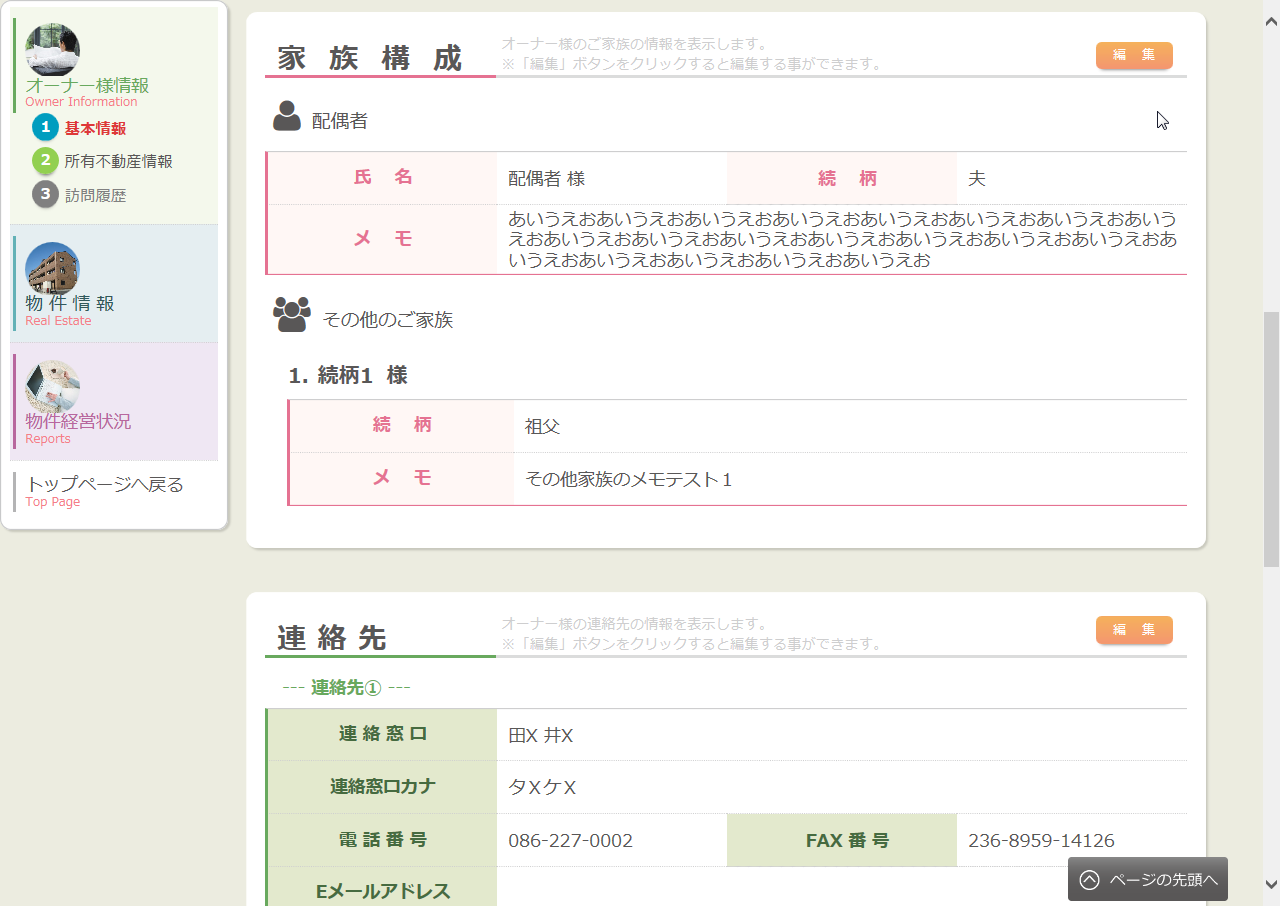 オーナー様情報
Owner Information
1 基本情報
2 所有不動産情報
3 訪問履歴
物 件 情 報
Real Estate
物件経営状況
Reports
トップページへ戻る
Top Page
家 族 構 成
オーナー様のご家族の情報を表示します。
※「編集」ボタンをクリックすると編集する事ができます。
編 集
配偶者
氏 名 配偶者 様 続 柄 夫
メ モ あいうえおあいうえおあいうえおあいうえおあいうえおあいうえおあいうえおあいう
えおあいうえおあいうえおあいうえおあいうえおあいうえおあいうえおあいうえおあ
いうえおあいうえおあいうえおあいうえおあいうえお
その他のご家族
1. 続柄1 様
続 柄 祖父
メ モ その他家族のメモテスト１
連 絡 先
オーナー様の連絡先の情報を表示します。
※「編集」ボタンをクリックすると編集する事ができます。
編 集
--- 連絡先① ---
連 絡 窓 口 田X 井X
連絡窓口カナ タＸケＸ
電 話 番 号 086-227-0002 FAX 番 号 236-8959-14126
Eメールアドレス
ページの先頭へ